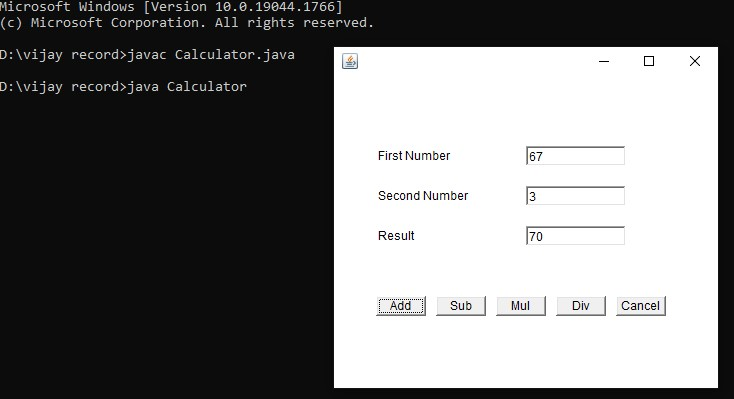 Microsoft Windows [Version 10.0.19044.1766]
(c) Microsoft Corporation. All rights reserved.
D:\vijay record>javac Calculator.java
D:\vijay record>java Calculator
First Number 67
Second Number 3
Result 70
Add Sub Mul Div Cancel